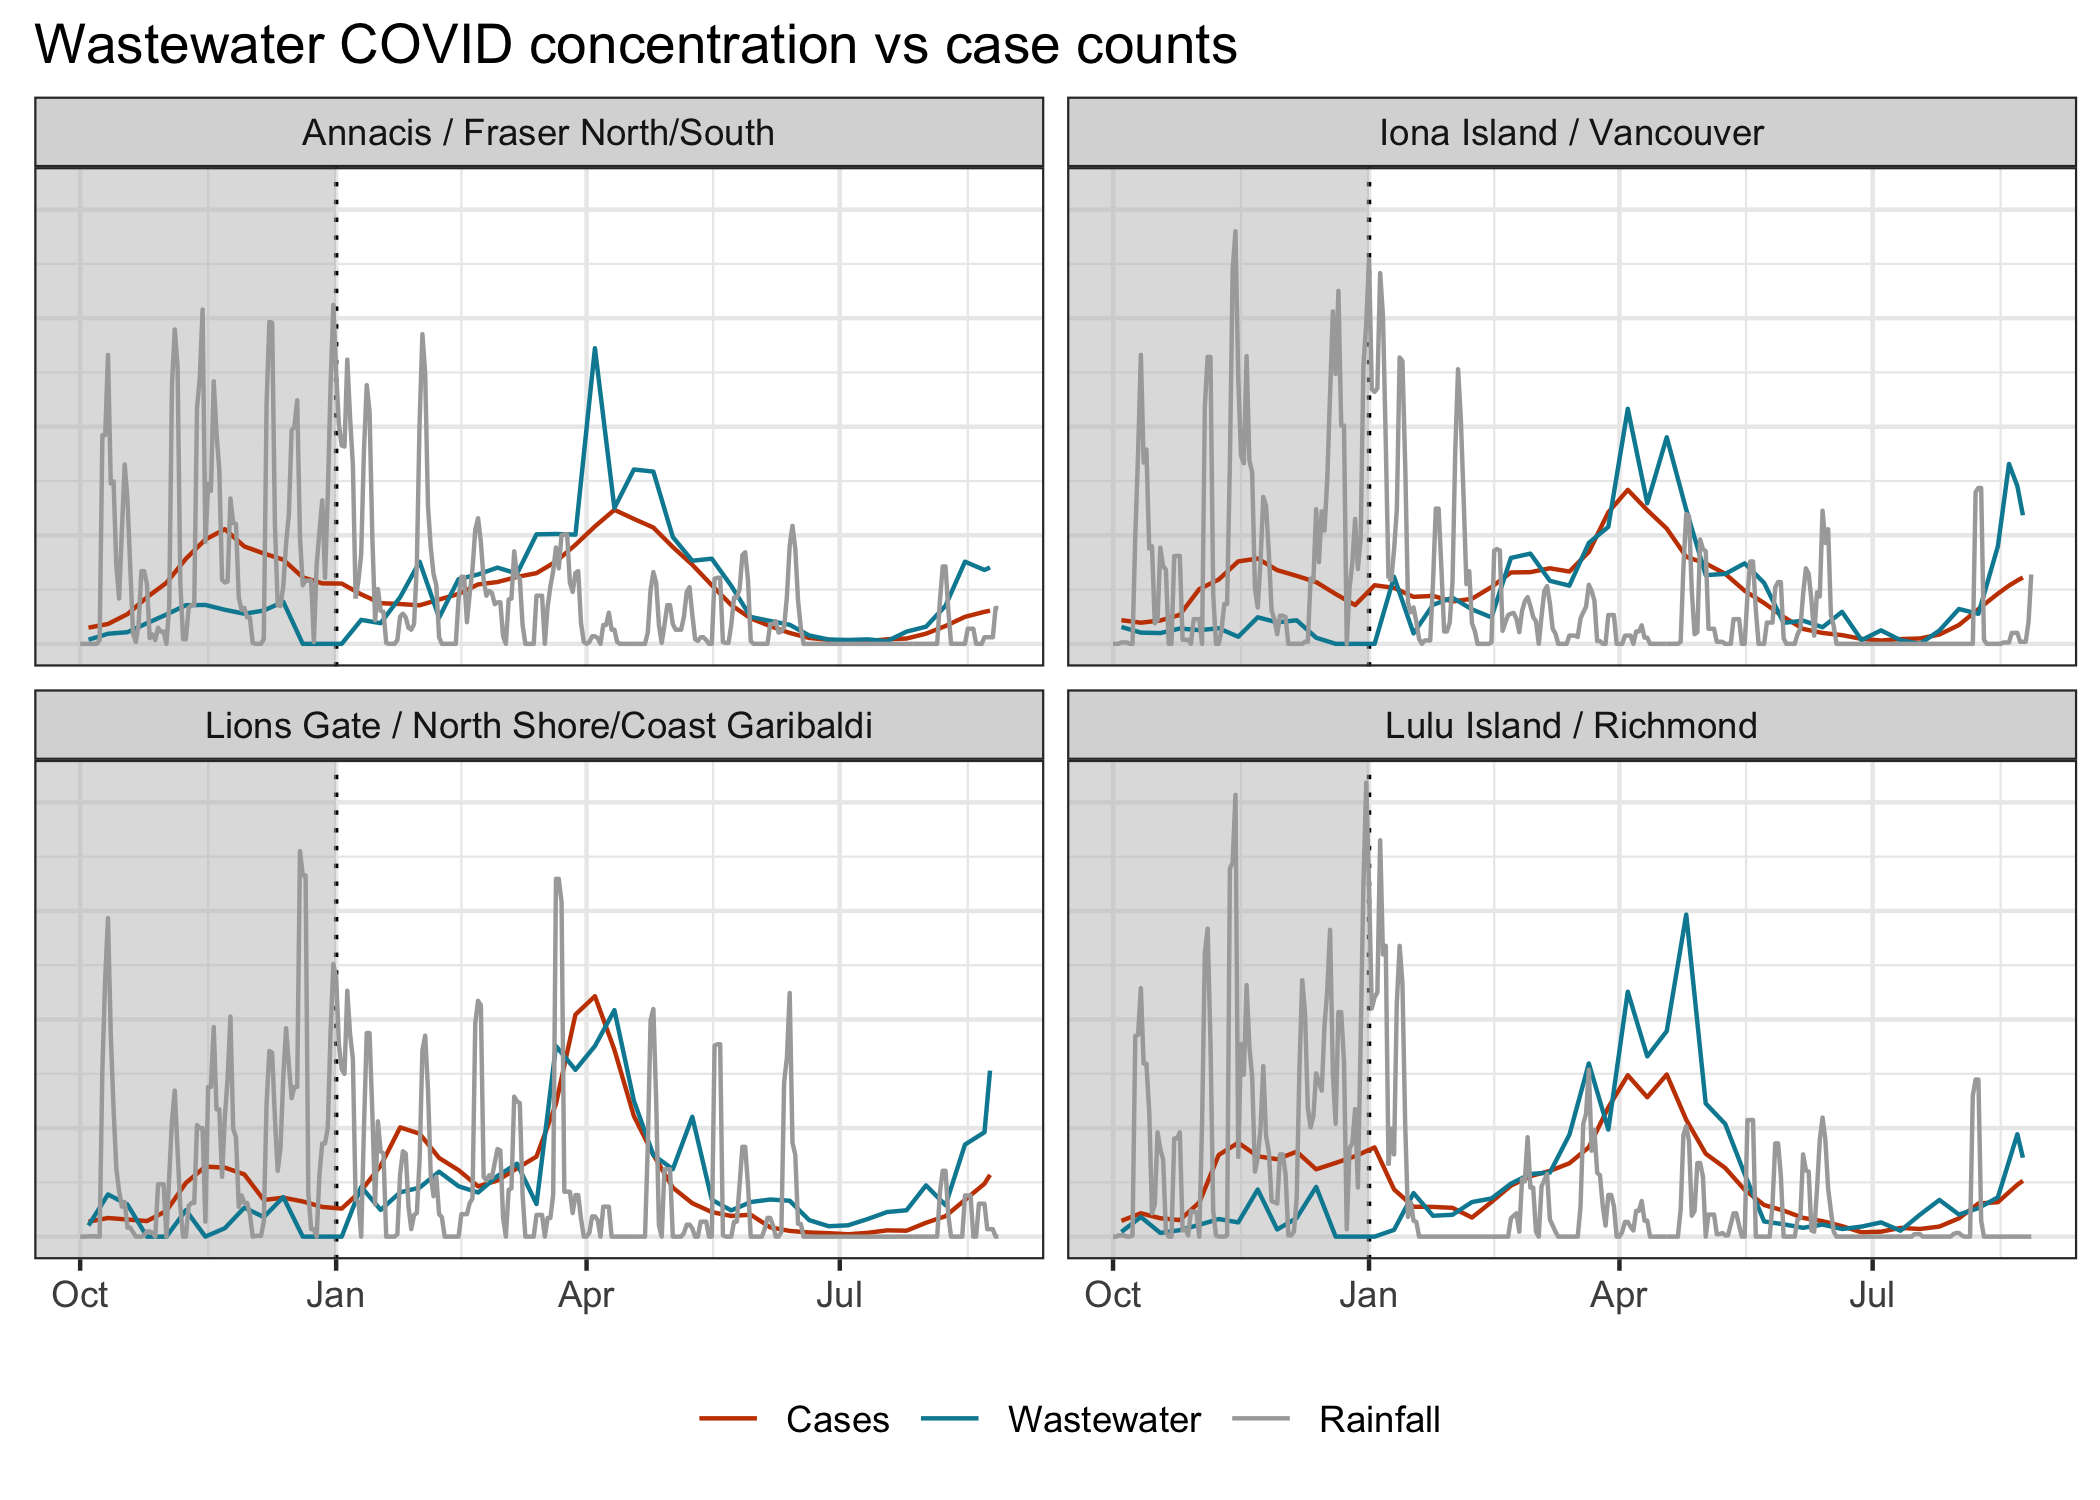 Wastewater COVID concentration vs case counts
Annacis / Fraser North/South
Iona Island / Vancouver
Lions Gate / North Shore/Coast Garibaldi
Lulu Island / Richmond
Oct Jan Apr Jul
Oct Jan Apr Jul
Cases Wastewater Rainfall